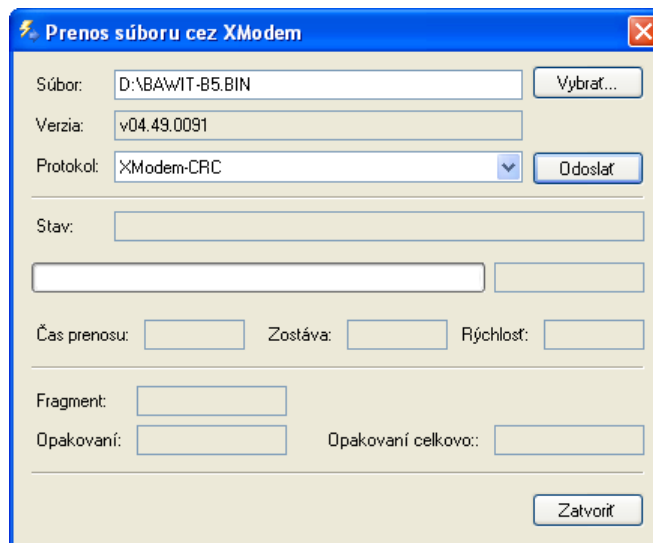 Prenos súboru cez XModem
Súbor: D:\BAWIT-B5.BIN Vybrať...
Verzia: v04.49.0091
Protokol: XModem-CRC Odoslať
Stav:
Čas prenosu: Zostáva: Rýchlosť:
Fragment:
Opakovaní: Opakovaní celkovo::
Zatvoriť